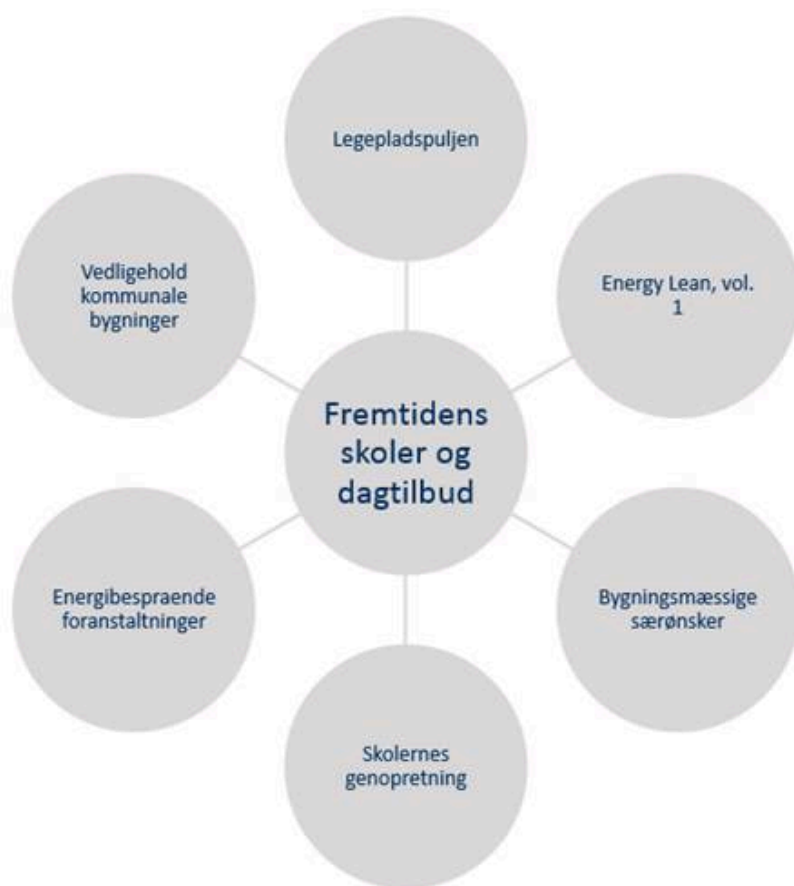 Legepladspuljen
Energy Lean, vol.
1
Bygningsmæssige
særønsker
Skolernes
genopretning
Energibespraende
foranstaltninger
Vedligehold
kommunale
bygninger
Fremtidens
skoler og
dagtilbud